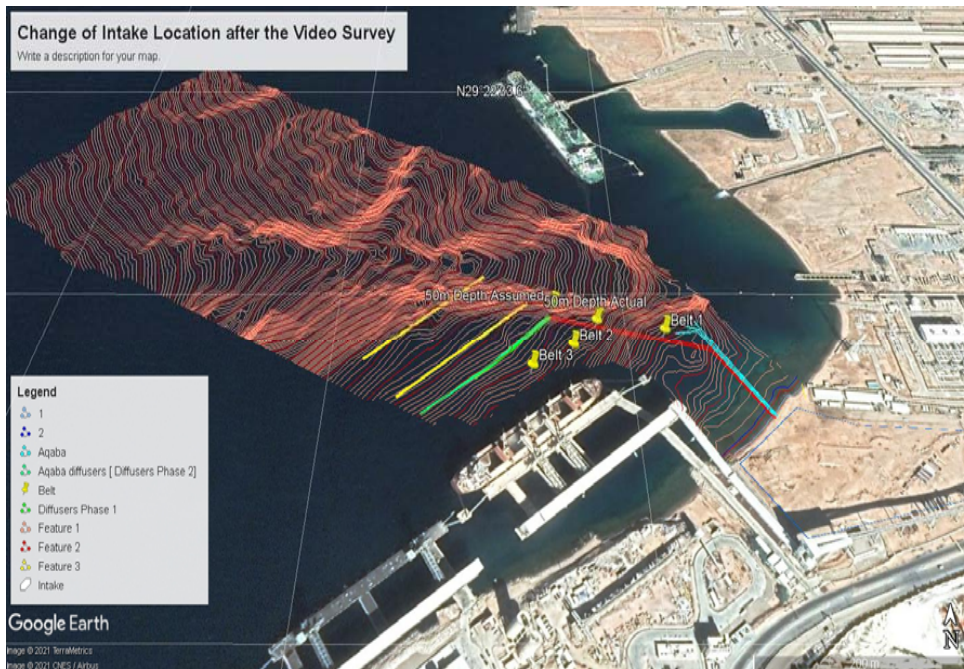 Change of Intake Location after the Video Survey
Write a description for your map.
50m Depth Assumed
50m Depth Actual
Belt 1
Belt 2
Belt 3
Legend
1
2
Aqaba
Aqaba diffusers [ Diffusers Phase 2]
Belt
Diffusers Phase 1
Feature 1
Feature 2
Feature 3
Intake
Google Earth
Image © 2021 TerraMetrics
Image © 2021 CNES / Airbus
N